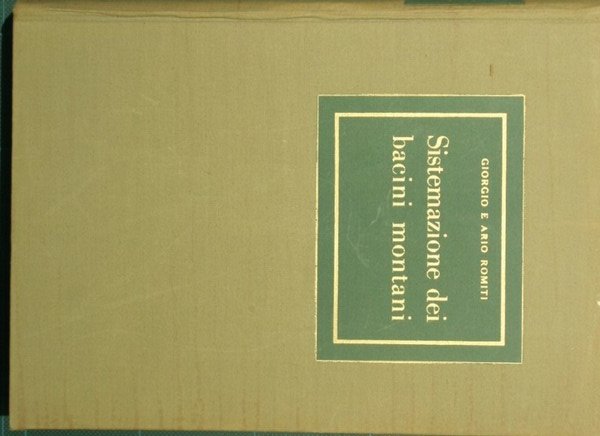 GIORGIO E ARIO ROMITI
Sistemazione dei
bacini montani